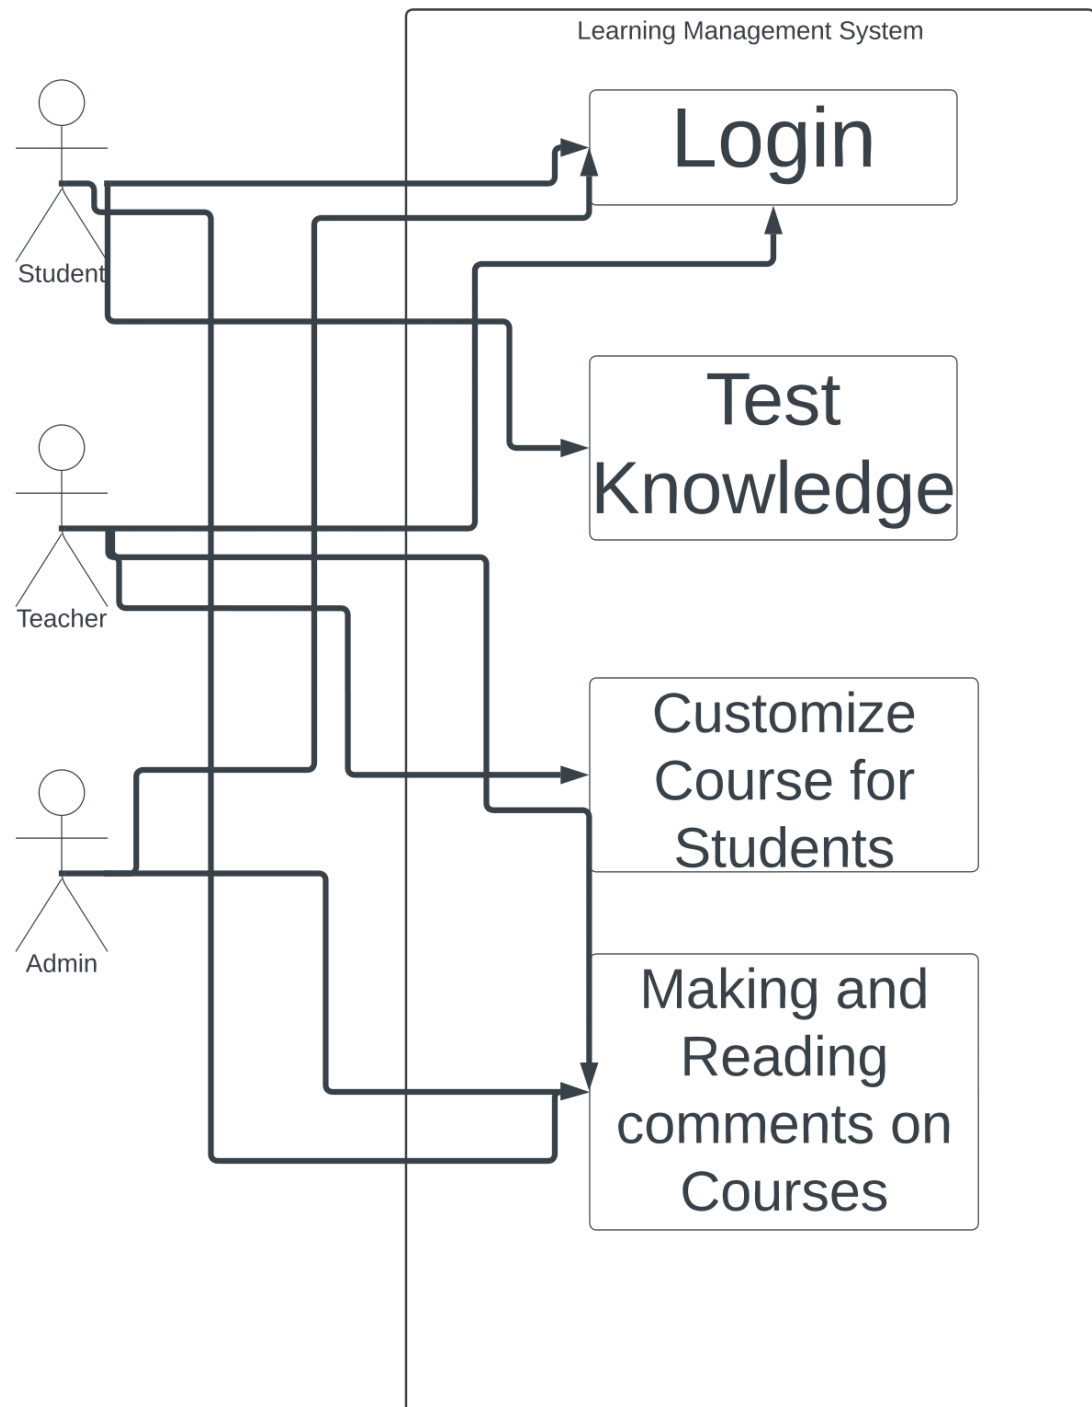 Learning Management System
Login
Student
Test
Knowledge
Teacher
Customize
Course for
Students
Admin
Making and
Reading
comments on
Courses